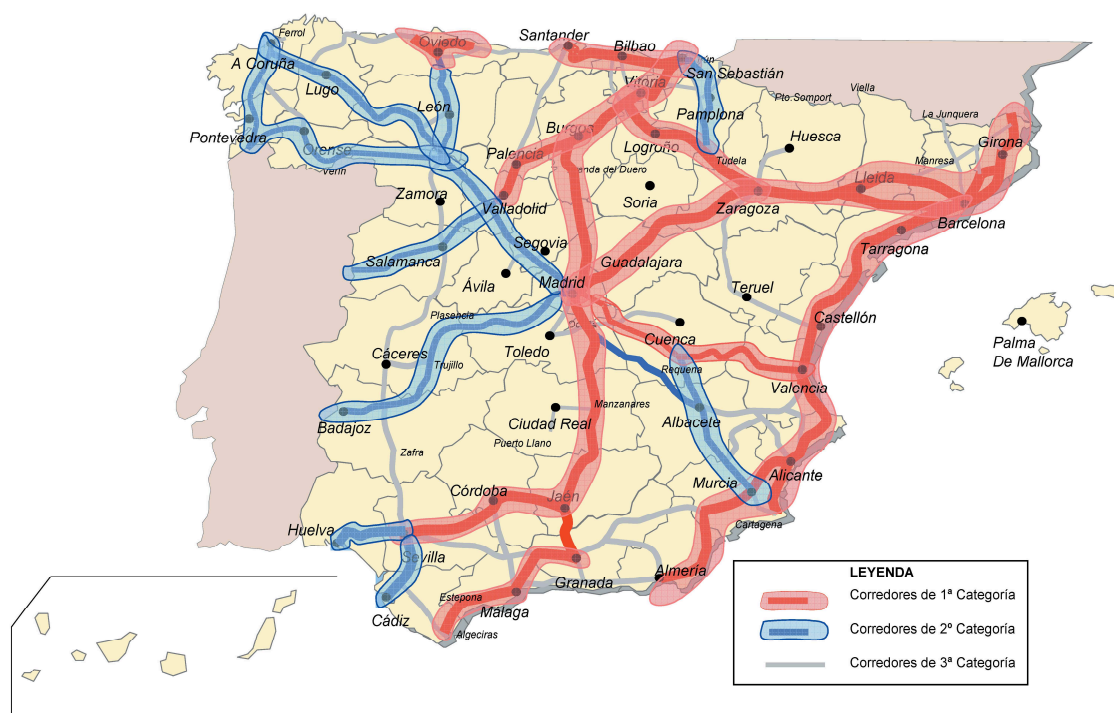 Ferrol
Oviedo
Santander
Bilbao
A Coruña
Lugo
León
Vitoria
San Sebastián
Pto.Somport
Viella
Pamplona
La Junquera
Pontevedra
Orense
Verín
Palencia
Burgos
Logroño
Huesca
Tudela
Manresa
Girona
Zamora
Valladolid
Soria
Zaragoza
Lleida
Barcelona
Tarragona
Salamanca
Segovia
Ávila
Madrid
Guadalajara
Teruel
Castellón
Plasencia
Toledo
Cuenca
Palma
De Mallorca
Cáceres
Trujillo
Requena
Valencia
Badajoz
Ciudad Real
Manzanares
Albacete
Puerto Llano
Zafra
Alicante
Murcia
Córdoba
Jaén
Cartagena
Huelva
Sevilla
Granada
Almería
Cádiz
Estepona
Málaga
Algeciras
LEYENDA
Corredores de 1ª Categoría
Corredores de 2º Categoría
Corredores de 3ª Categoría